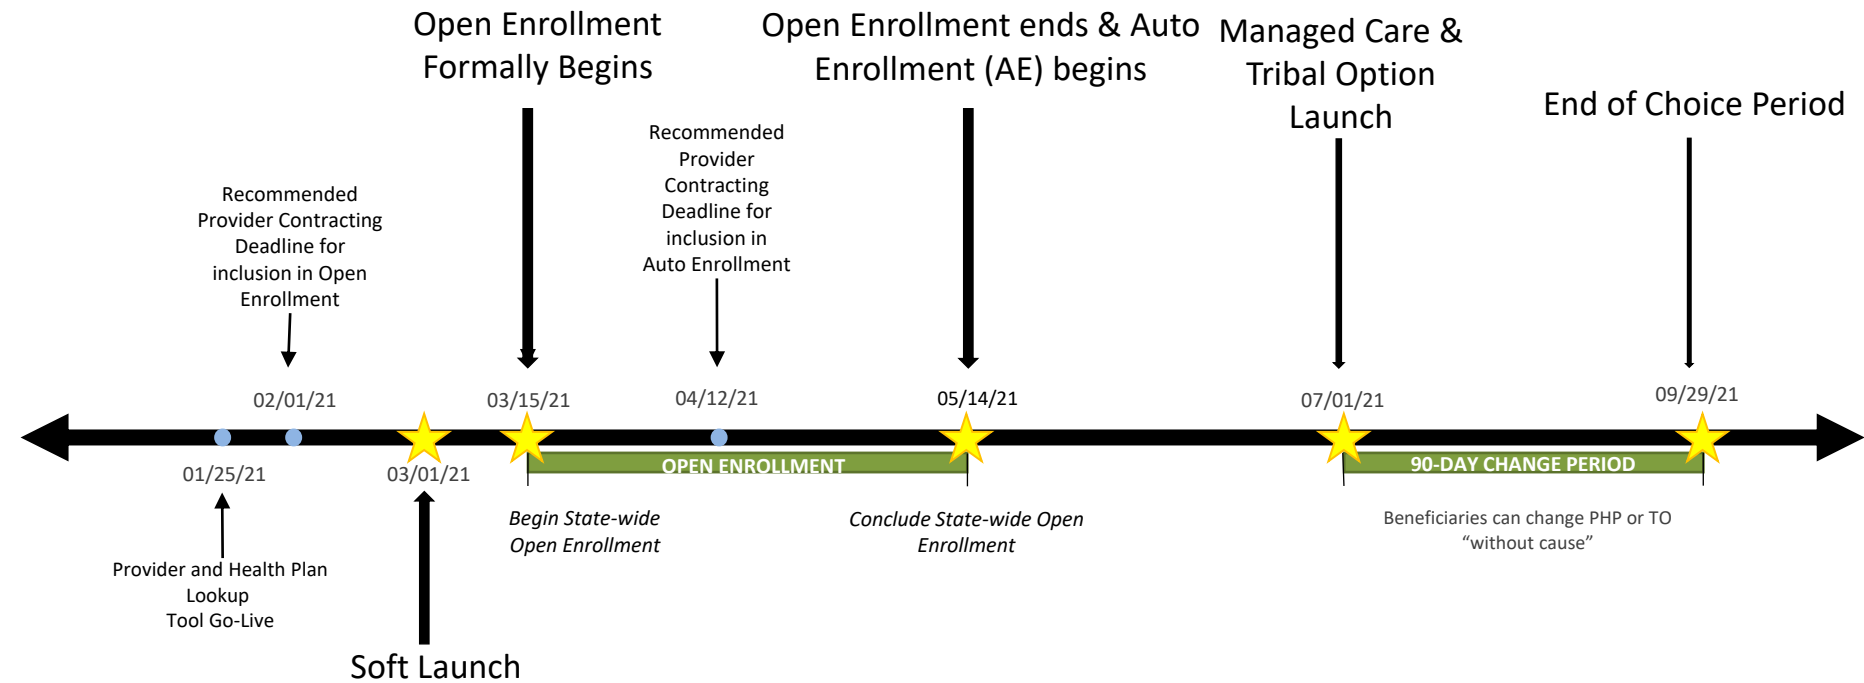 Open Enrollment
Formally Begins
Open Enrollment ends & Auto
Enrollment (AE) begins
Managed Care &
Tribal Option
Launch
End of Choice Period
Recommended
Provider Contracting
Deadline for
inclusion in Open
Enrollment
Recommended
Provider
Contracting
Deadline for
inclusion in
Auto Enrollment
02/01/21
03/15/21
04/12/21
05/14/21
07/01/21
09/29/21
OPEN ENROLLMENT
90-DAY CHANGE PERIOD
01/25/21
03/01/21
Begin State-wide
Open Enrollment
Conclude State-wide Open
Enrollment
Beneficiaries can change PHP or TO
“without cause”
Provider and Health Plan
Lookup
Tool Go-Live
Soft Launch